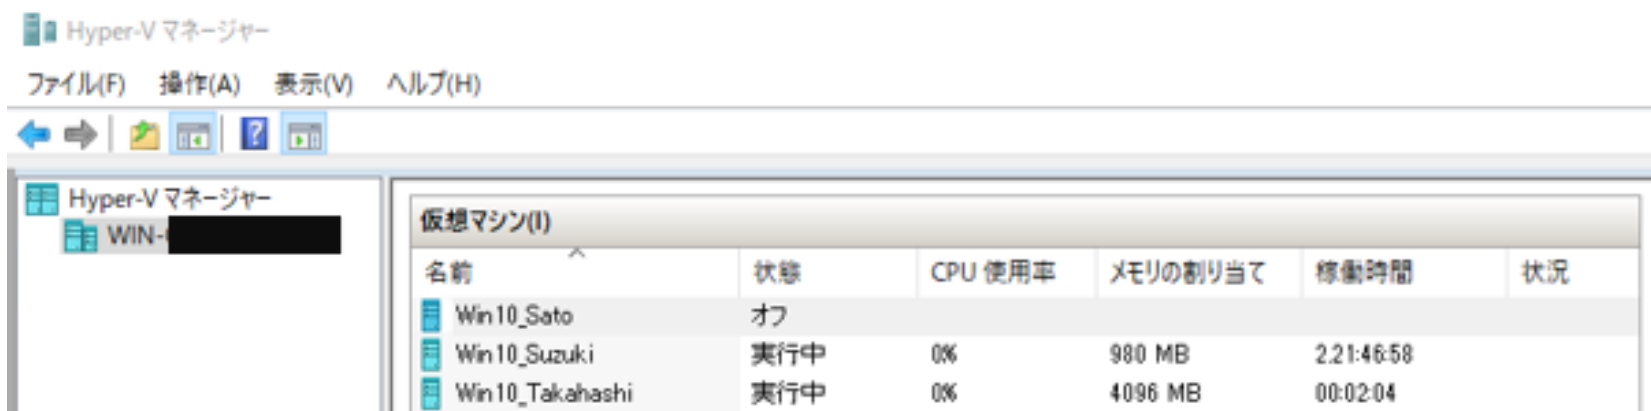 Hyper-V マネージャー
ファイル(F) 操作(A) 表示(V) ヘルプ(H)
Hyper-V マネージャー
WIN-
仮想マシン(I)
名前 状態 CPU 使用率 メモリの割り当て 稼働時間 状況
Win10_Sato オフ
Win10_Suzuki 実行中 0% 980 MB 2.21:46:58
Win10_Takahashi 実行中 0% 4096 MB 00:02:04